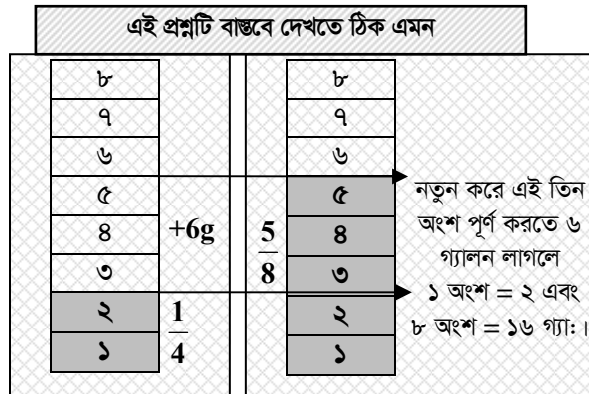 এই প্রশ্নটি বাস্তবে দেখতে ঠিক এমন
৮
৭
৬
৫
৪
৩
২
১
+6g
1
4
৮
৭
৬
৫
৪
৩
২
১
5
8
নতুন করে এই তিন
অংশ পূর্ণ করতে ৬
গ্যালন লাগলে
১ অংশ = ২ এবং
৮ অংশ = ১৬ গ্যা:।